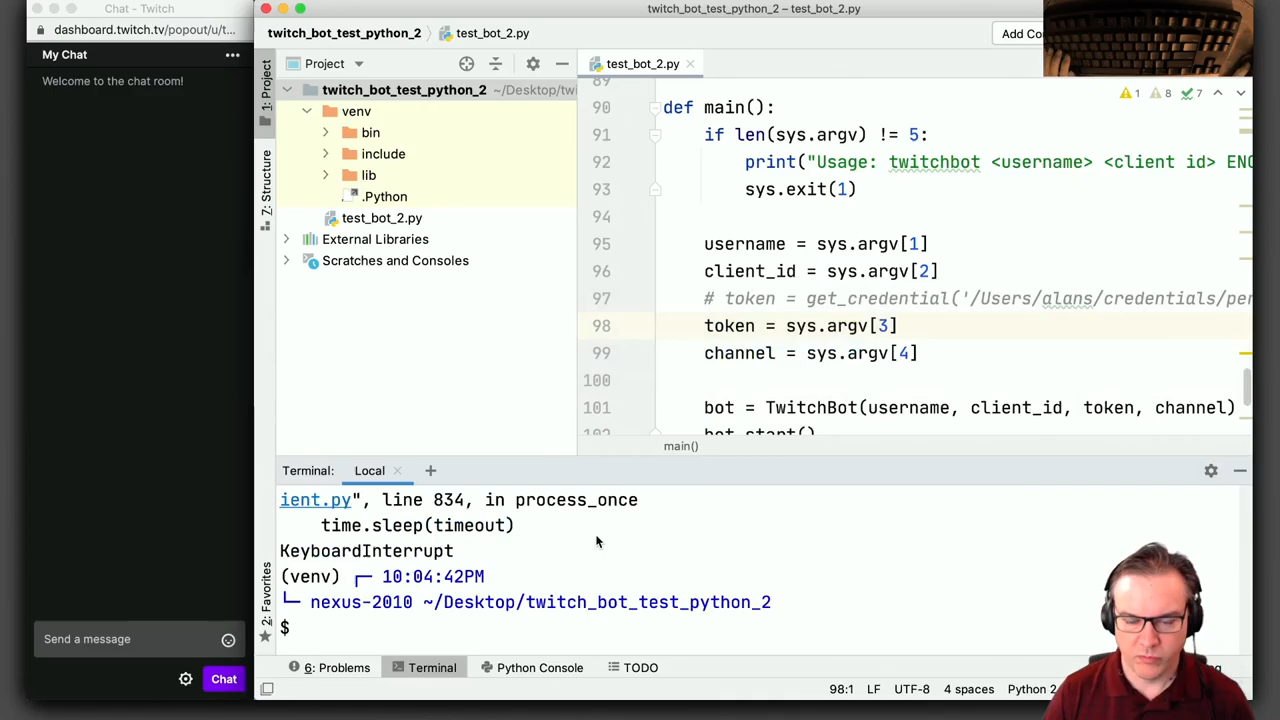 Chat - Twitch
dashboard.twitch.tv/popout/u/t...
My Chat
Welcome to the chat room!
Send a message
Chat
twitch_bot_test_python_2 – test_bot_2.py
twitch_bot_test_python_2
test_bot_2.py
Add Co
1: Project
Z: Structure
2: Favorites
Project
twitch_bot_test_python_2 ~/Desktop/twi
venv
bin
include
lib
.Python
test_bot_2.py
External Libraries
Scratches and Consoles
test_bot_2.py
1 8 7
89
90 def main():
91 if len(sys.argv) != 5:
92 print("Usage: twitchbot <username> <client id> ENC
93 sys.exit(1)
94
95 username = sys.argv[1]
96 client_id = sys.argv[2]
97 # token = get_credential('/Users/alans/credentials/per
98 token = sys.argv[3]
99 channel = sys.argv[4]
100
101 bot = TwitchBot(username, client_id, token, channel)
102 bot.start()
main()
Terminal: Local
ient.py", line 834, in process_once
time.sleep(timeout)
KeyboardInterrupt
(venv) ┌─ 10:04:42PM
└─ nexus-2010 ~/Desktop/twitch_bot_test_python_2
$
6: Problems
Terminal
Python Console
TODO
98:1 LF UTF-8 4 spaces Python 2